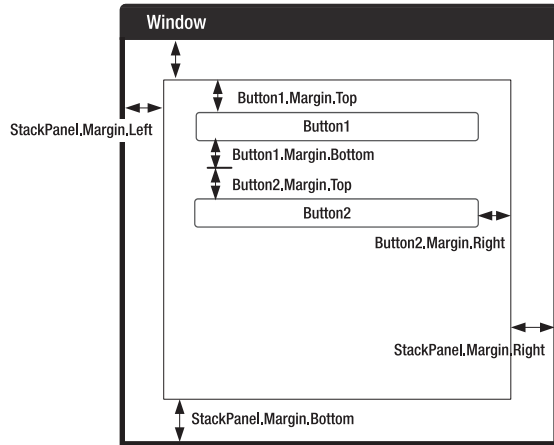 Window
Button1.Margin.Top
StackPanel.Margin.Left
Button1
Button1.Margin.Bottom
Button2.Margin.Top
Button2
Button2.Margin.Right
StackPanel.Margin.Right
StackPanel.Margin.Bottom